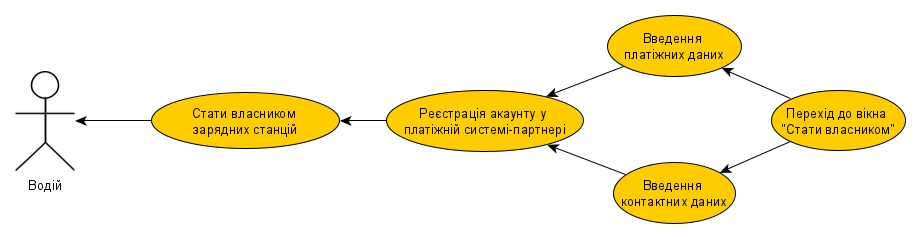 Водій
Стати власником
зарядних станцій
Реєстрація акаунту у
платіжній системі-партнері
Введення
платіжних даних
Введення
контактних даних
Перехід до вікна
"Стати власником"